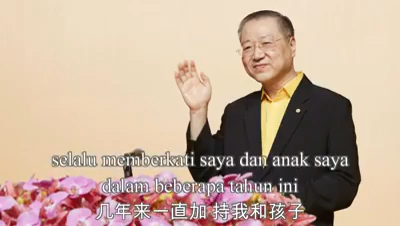 selalu memberkati saya dan anak saya
dalam beberapa tahun ini
几年来一直加 持我和孩子